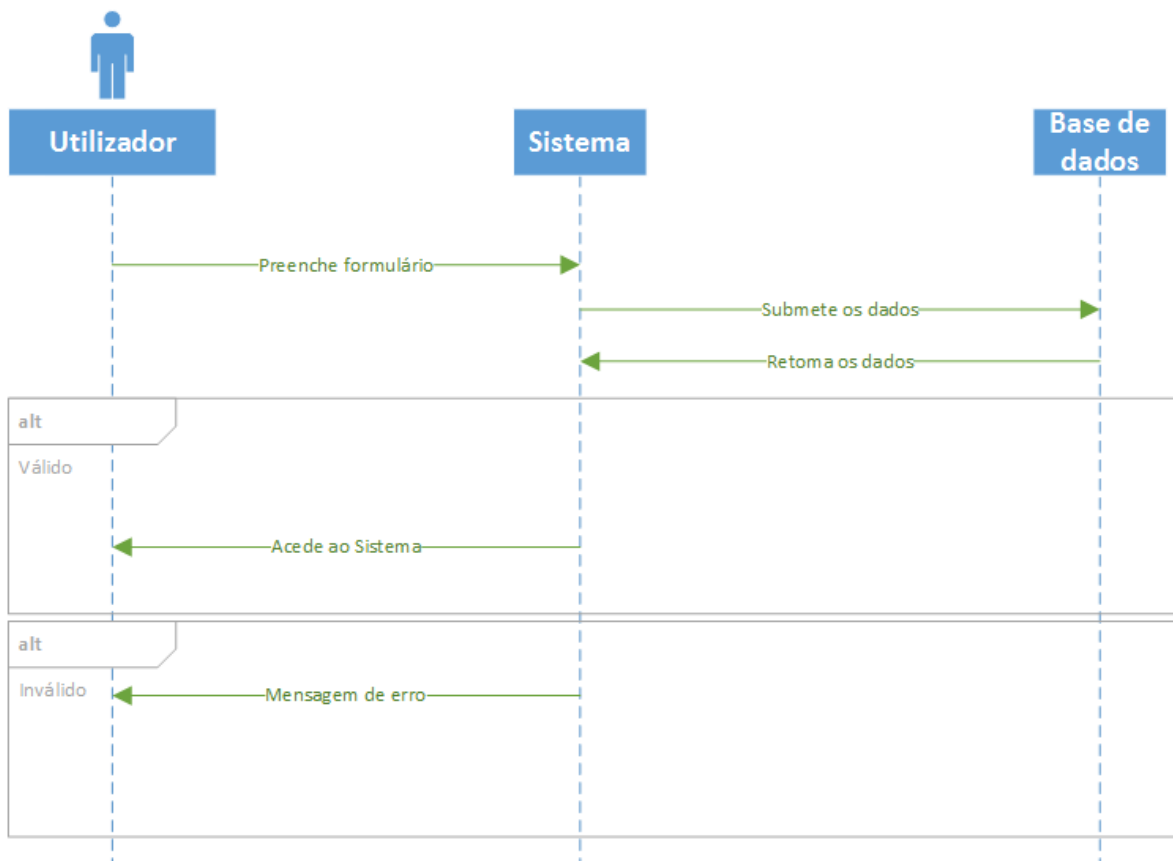 Utilizador
Sistema
Base de
dados
Preenche formulário
Submete os dados
Retoma os dados
alt
Válido
Acede ao Sistema
alt
Inválido
Mensagem de erro